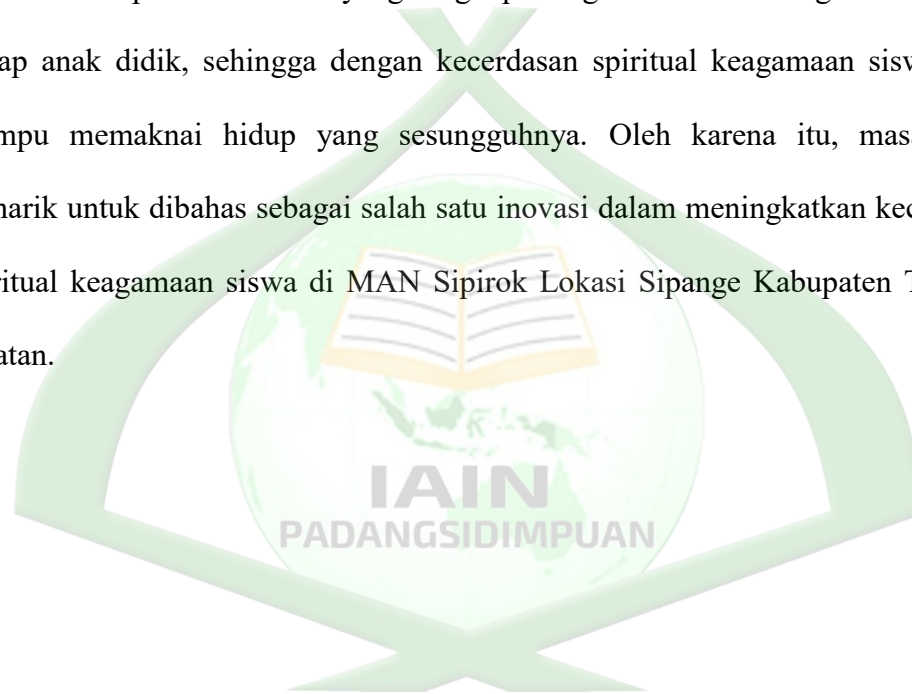 ap anak didik, sehingga dengan kecerdasan spiritual keagamaan sisw
mpu memaknai hidup yang sesungguhnya. Oleh karena itu, mas
narik untuk dibahas sebagai salah satu inovasi dalam meningkatkan kec
ritual keagamaan siswa di MAN Sipirok Lokasi Sipange Kabupaten T
atan.
IAIN
PADANGSIDIMPUAN